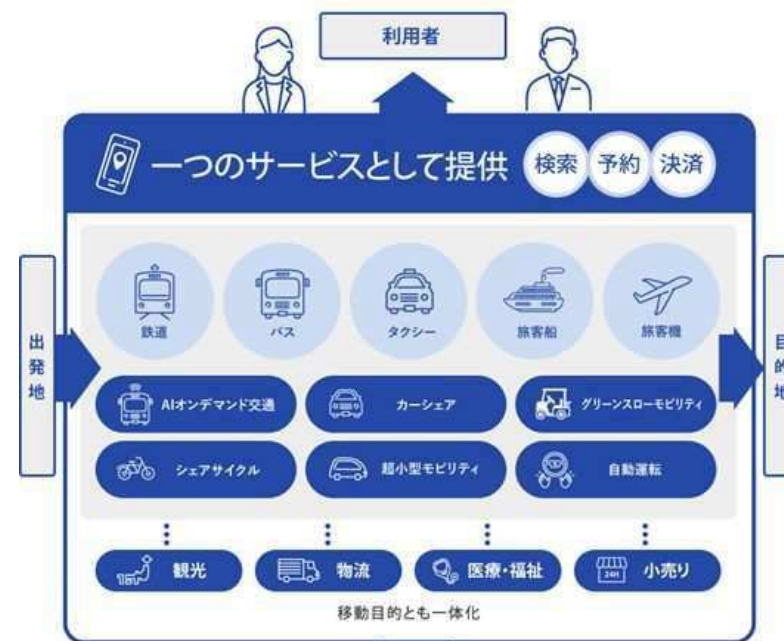 利用者
一つのサービスとして提供
検索
予約
決済
出発地
鉄道
バス
タクシー
旅客船
旅客機
目的地
AIオンデマンド交通
カーシェア
グリーンスローモビリティ
シェアサイクル
超小型モビリティ
自動運転
観光
物流
24H
医療・福祉
小売り
移動目的とも一体化